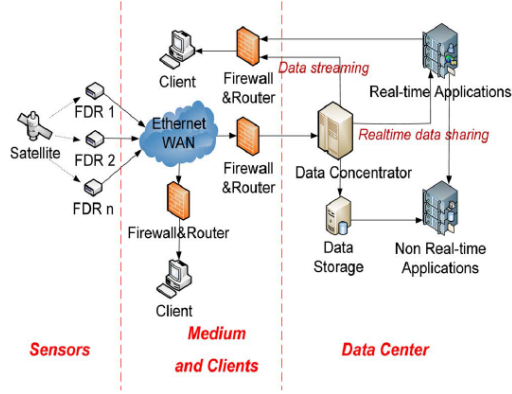 Client
Firewall
&Router
Data streaming
Real-time Applications
FDR 1
Ethernet
WAN
Satellite
FDR 2
Firewall
&Router
Realtime data sharing
Data Concentrator
FDR n
Firewall&Router
Data
Storage
Non Real-time
Applications
Client
Sensors
Medium
and Clients
Data Center